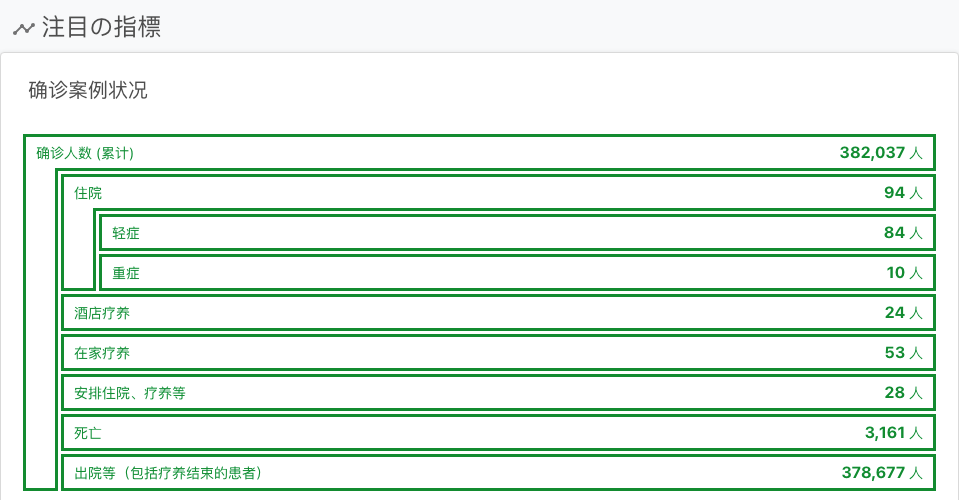 注目の指標
确诊案例状况
确诊人数 (累计) 382,037 人
住院 94 人
轻症 84 人
重症 10 人
酒店疗养 24 人
在家疗养 53 人
安排住院、疗养等 28 人
死亡 3,161 人
出院等（包括疗养结束的患者） 378,677 人